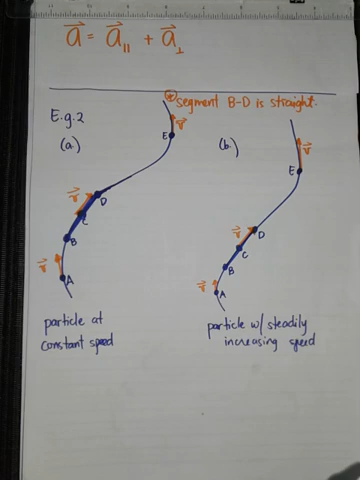 a⃗ = a⃗∥ + a⃗⊥
* segment B-D is straight.
E.g.2
(a.)
(b.)
v⃗
E
v⃗
E
v⃗
D
C
B
v⃗
A
D
C
B
v⃗
A
v⃗
particle at
constant speed
particle w/ steadily
increasing speed